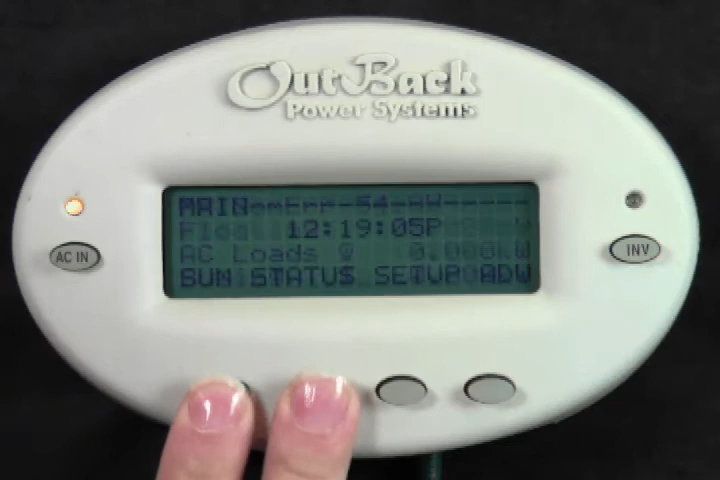 OutBack
Power Systems
MAIN
12:19:05P
AC Loads
SUM STATUS SETUP ADV
AC IN
INV